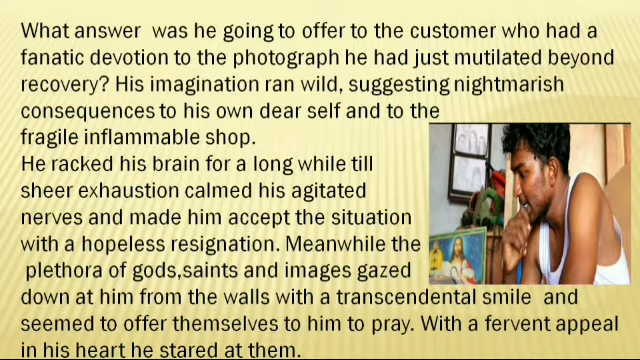 What answer  was he going to offer to the customer who had a
fanatic devotion to the photograph he had just mutilated beyond
recovery? His imagination ran wild, suggesting nightmarish
consequences to his own dear self and to the
fragile inflammable shop.
He racked his brain for a long while till
sheer exhaustion calmed his agitated
nerves and made him accept the situation
with a hopeless resignation. Meanwhile the
plethora of gods,saints and images gazed
down at him from the walls with a transcendental smile  and
seemed to offer themselves to him to pray. With a fervent appeal
in his heart he stared at them.